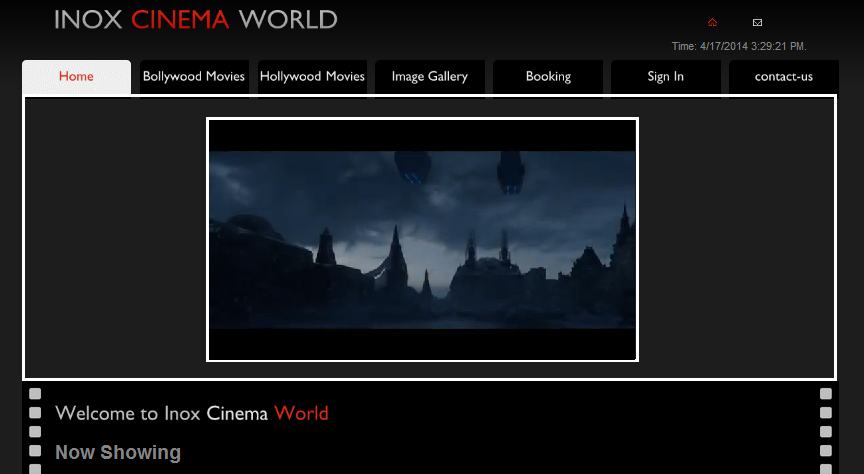 INOX CINEMA WORLD
Time: 4/17/2014 3:29:21 PM.
Home Bollywood Movies Hollywood Movies Image Gallery Booking Sign In contact-us
Welcome to Inox Cinema World
Now Showing